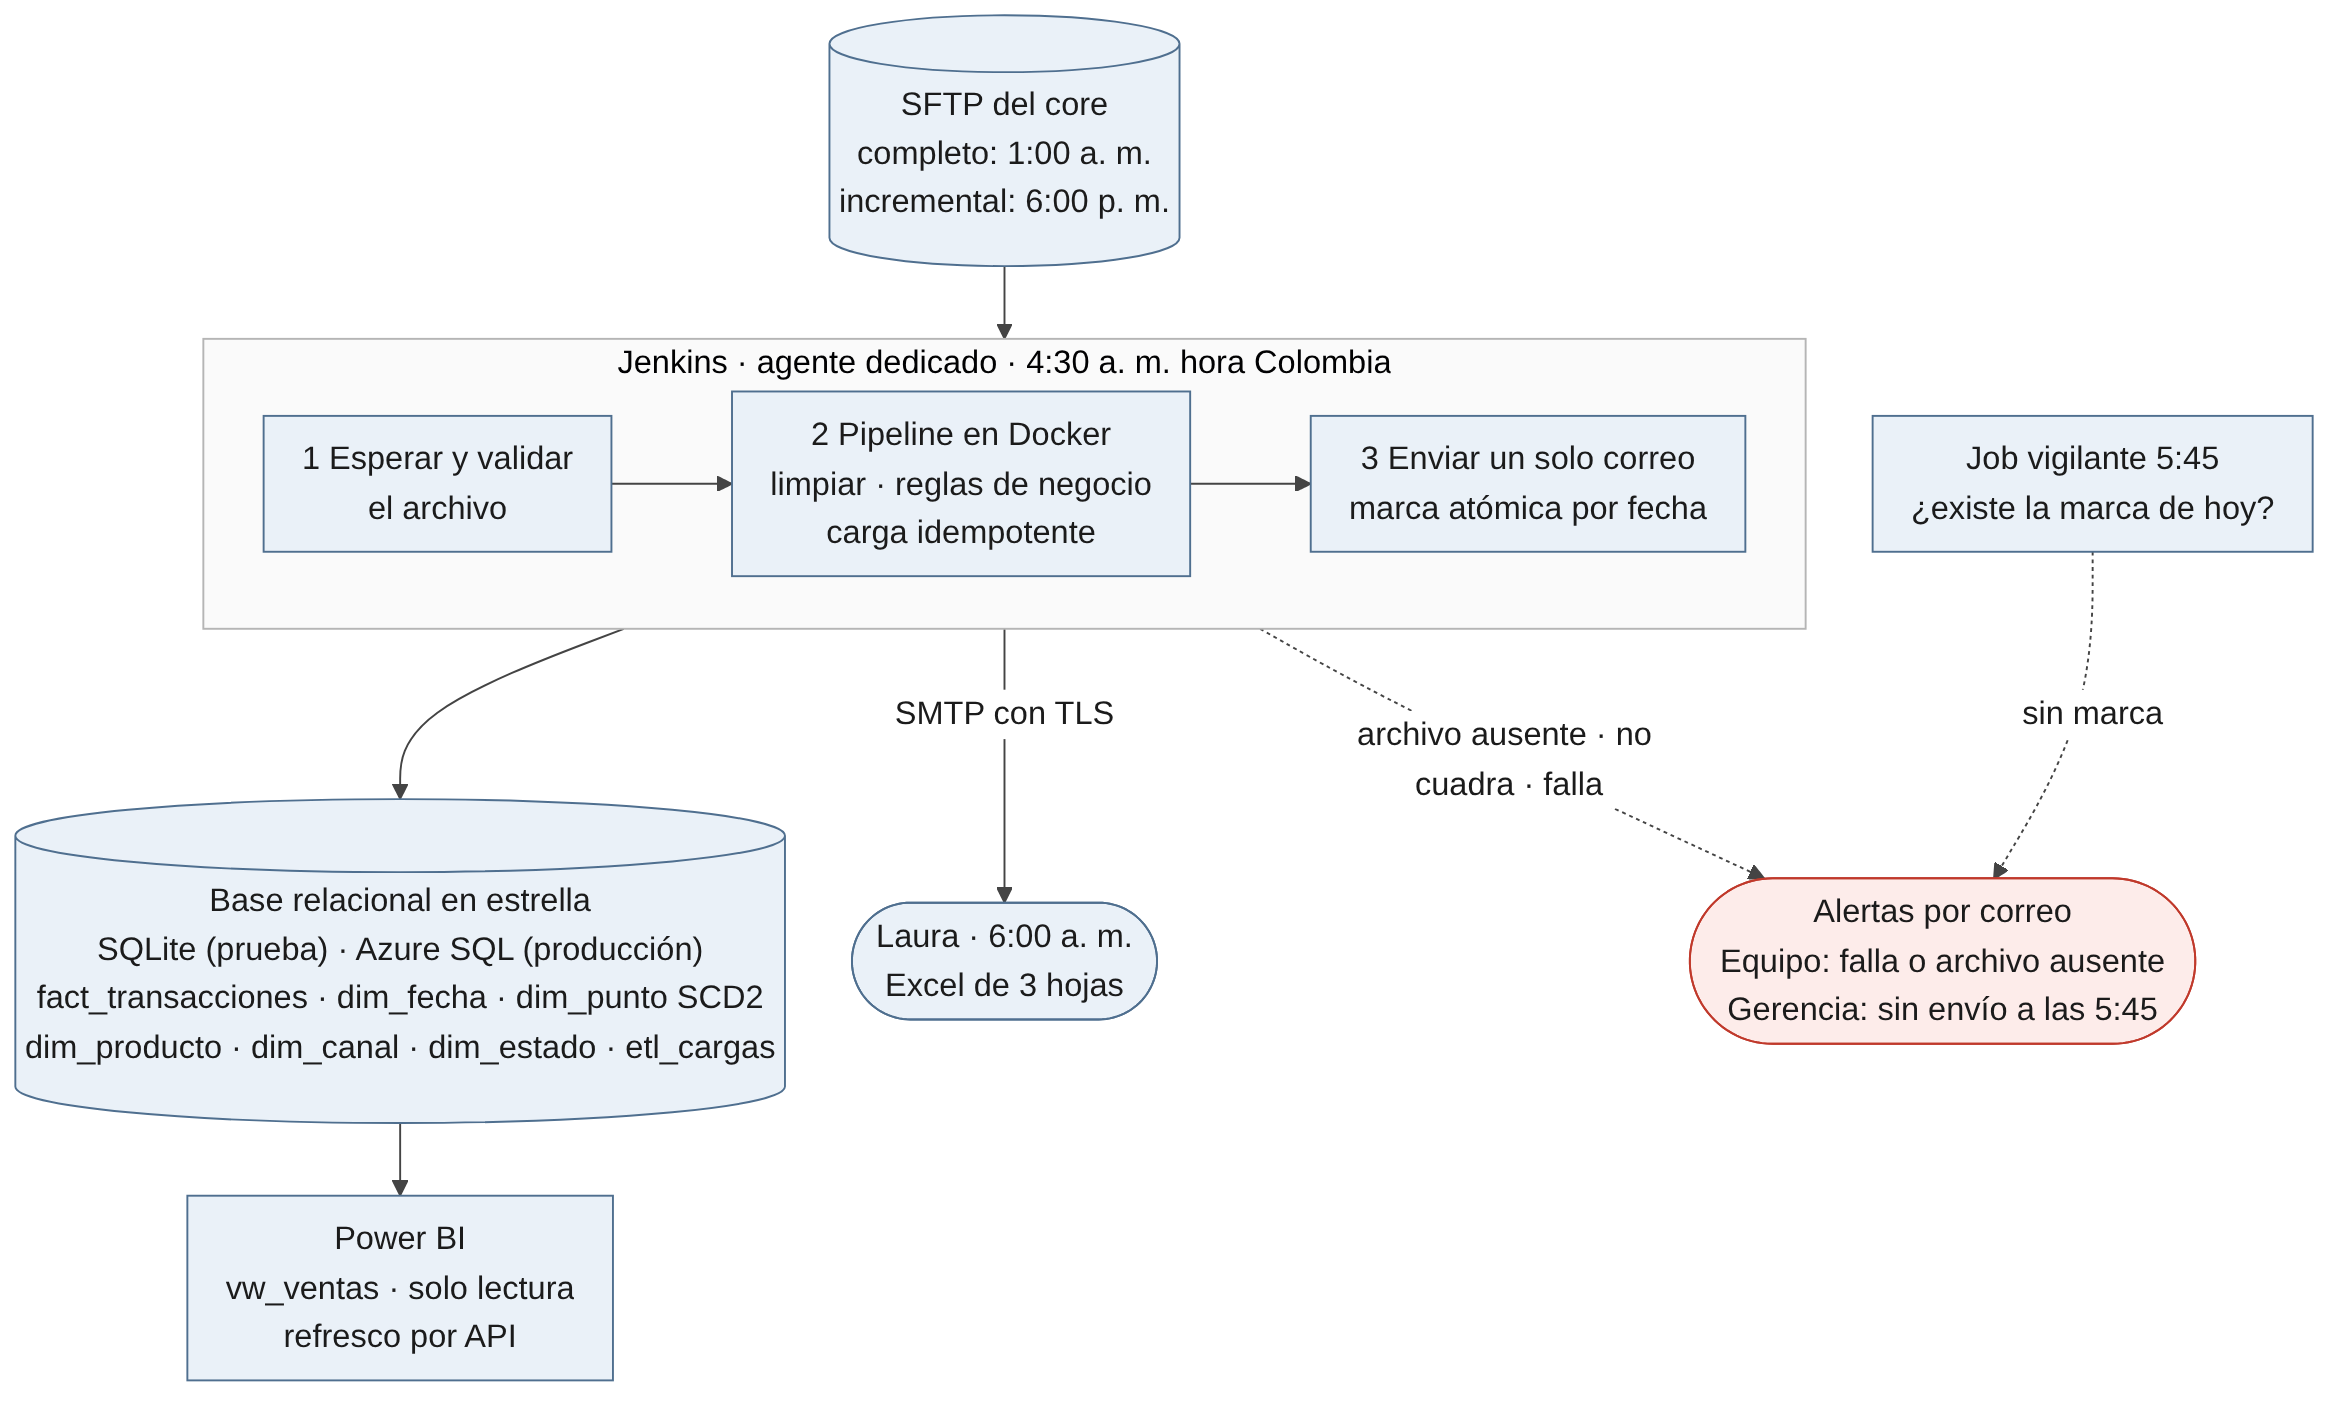 SFTP del core
completo: 1:00 a. m.
incremental: 6:00 p. m.
Jenkins · agente dedicado · 4:30 a. m. hora Colombia
1 Esperar y validar
el archivo
2 Pipeline en Docker
limpiar · reglas de negocio
carga idempotente
3 Enviar un solo correo
marca atómica por fecha
Job vigilante 5:45
¿existe la marca de hoy?
SMTP con TLS
archivo ausente · no
cuadra · falla
sin marca
Base relacional en estrella
SQLite (prueba) · Azure SQL (producción)
fact_transacciones · dim_fecha · dim_punto SCD2
dim_producto · dim_canal · dim_estado · etl_cargas
Laura · 6:00 a. m.
Excel de 3 hojas
Alertas por correo
Equipo: falla o archivo ausente
Gerencia: sin envío a las 5:45
Power BI
vw_ventas · solo lectura
refresco por API